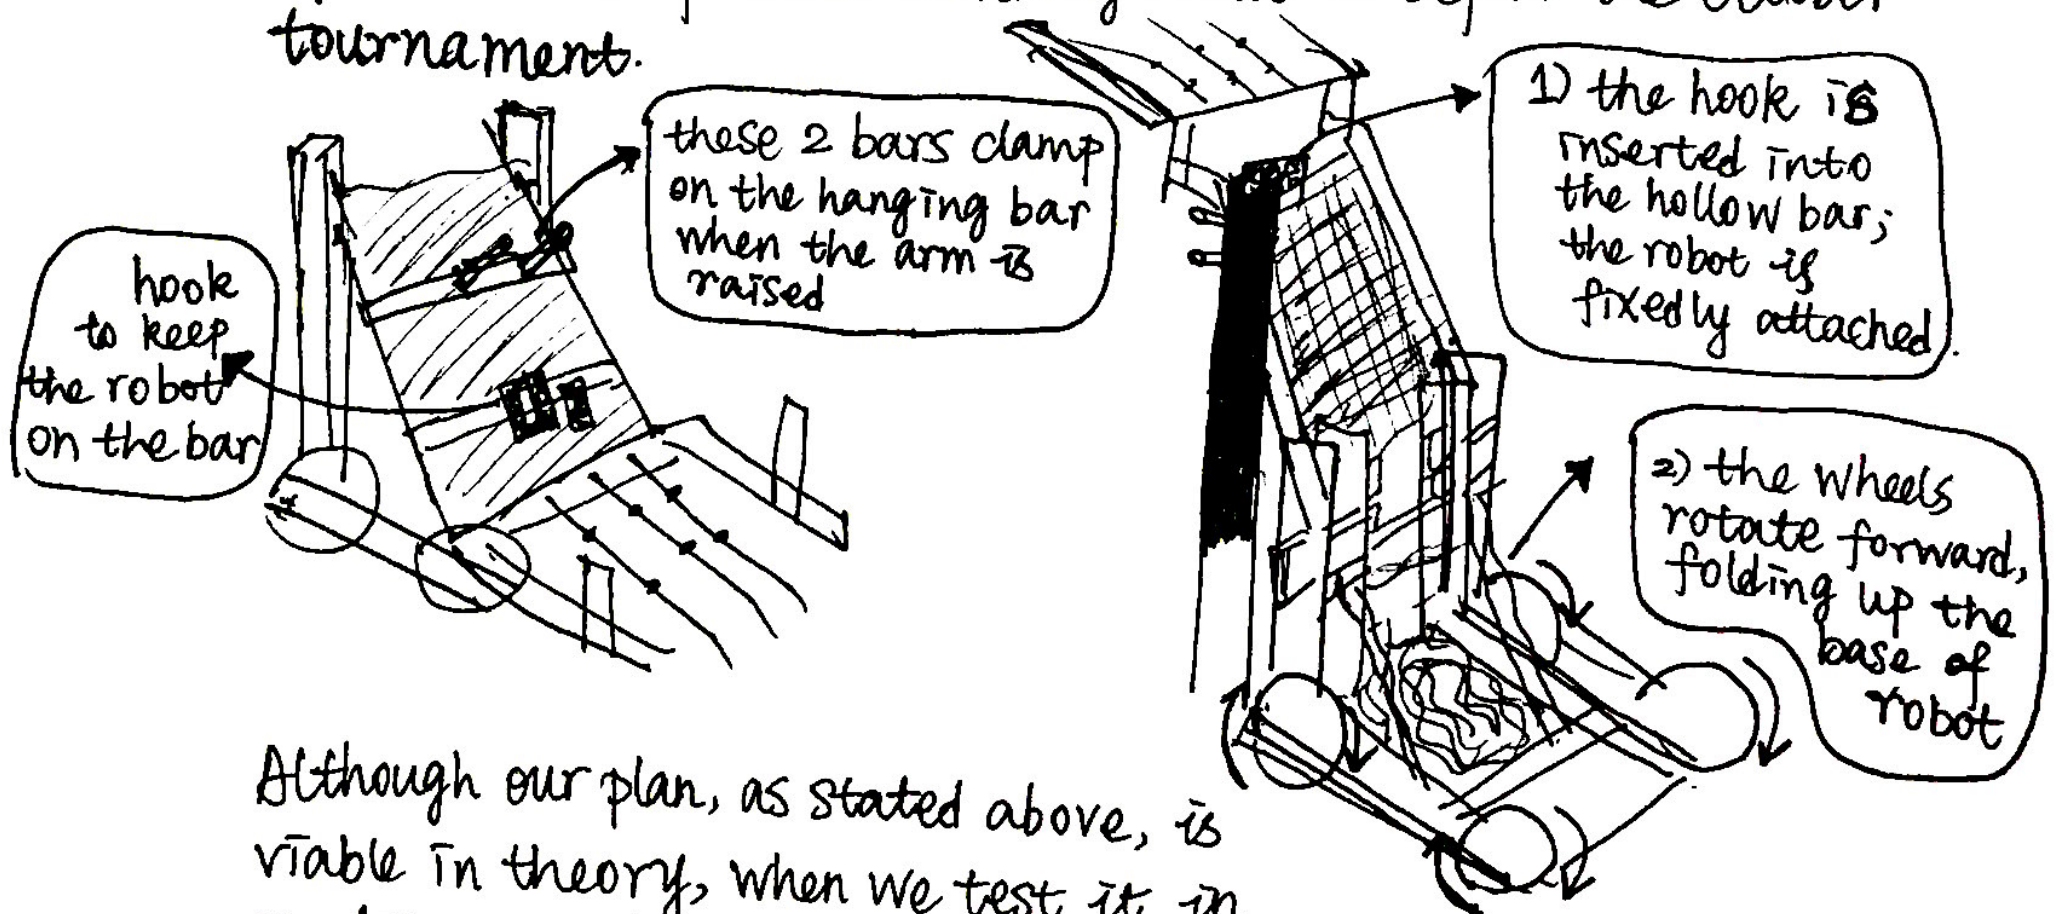 tournament.
these 2 bars clamp
on the hanging bar
when the arm is
raised
hook
to keep
the robot
on the bar
1) the hook is
inserted into
the hollow bar;
the robot is
fixedly attached.
2) the wheels
rotate forward,
folding up the
base of
robot
Although our plan, as stated above, is
viable in theory, when we test it in